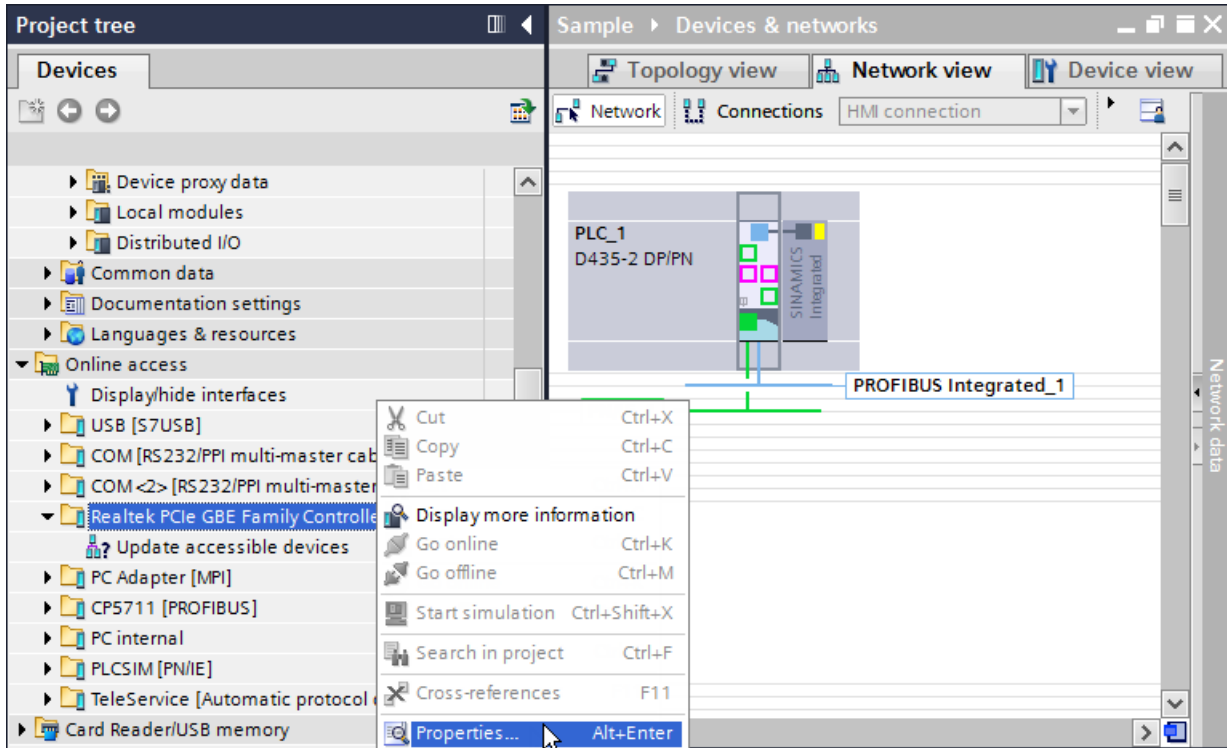 Project tree
Devices
Device proxy data
Local modules
Distributed I/O
Common data
Documentation settings
Languages & resources
Online access
Display/hide interfaces
USB [S7USB]
COM [RS232/PPI multi-master cab
COM <2> [RS232/PPI multi-master
Realtek PCIe GBE Family Controlle
Update accessible devices
PC Adapter [MPI]
CP5711 [PROFIBUS]
PC internal
PLCSIM [PN/IE]
TeleService [Automatic protocol
Card Reader/USB memory
Cut Ctrl+X
Copy Ctrl+C
Paste Ctrl+V
Display more information
Go online Ctrl+K
Go offline Ctrl+M
Start simulation Ctrl+Shift+X
Search in project Ctrl+F
Cross-references F11
Properties... Alt+Enter
Sample Devices & networks
Topology view Network view Device view
Network Connections HMI connection
PLC_1
D435-2 DP/PN
SINAMICS
Integrated
PROFIBUS Integrated_1
Network data